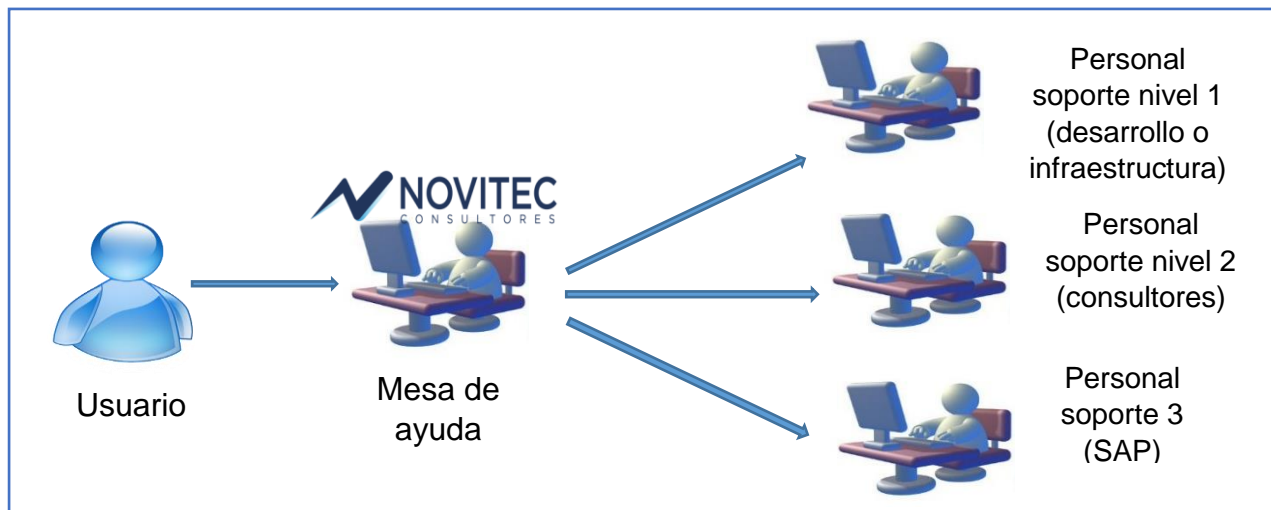 Usuario
NOVITEC
CONSULTORES
Mesa de
ayuda
Personal
soporte nivel 1
(desarrollo o
infraestructura)
Personal
soporte nivel 2
(consultores)
Personal
soporte 3
(SAP)